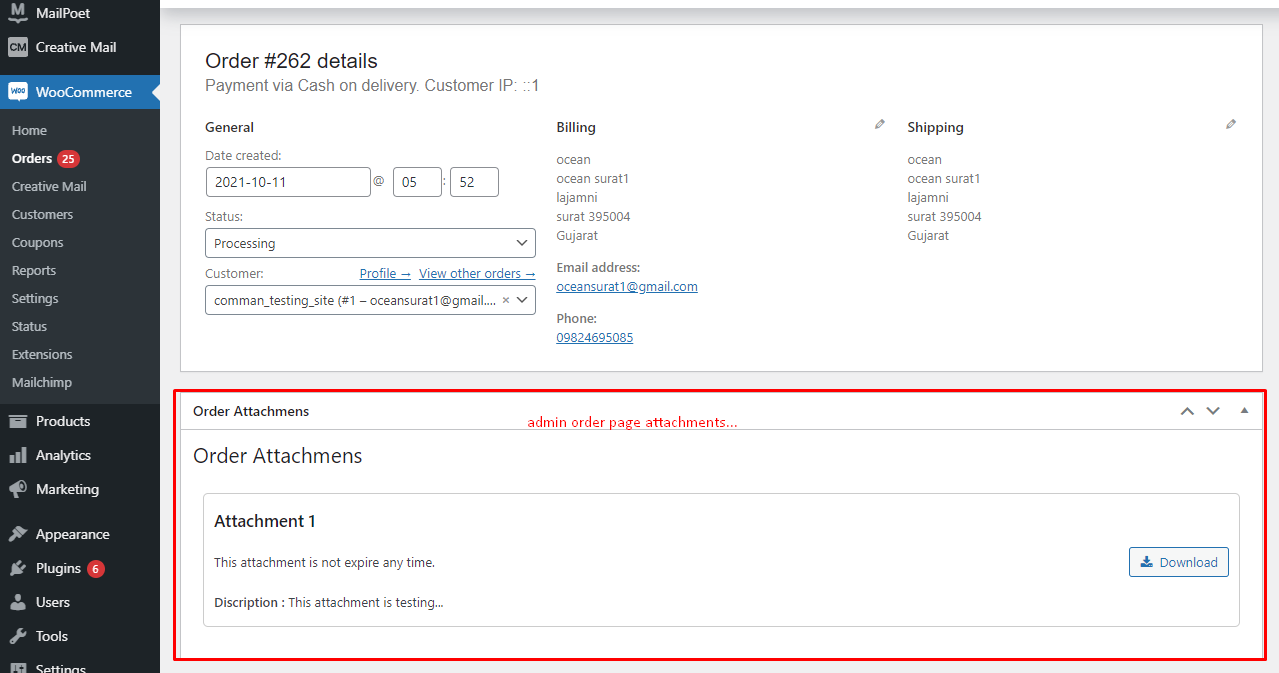 MailPoet
CM Creative Mail
Woo WooCommerce
Home
Orders 25
Creative Mail
Customers
Coupons
Reports
Settings
Status
Extensions
Mailchimp
Products
Analytics
Marketing
Appearance
Plugins 6
Users
Tools
Settings
Order #262 details
Payment via Cash on delivery. Customer IP: ::1
General
Date created:
2021-10-11 @ 05 : 52
Status:
Processing
Customer: Profile → View other orders →
comman_testing_site (#1 – oceansurat1@gmail.... ×
Billing
ocean
ocean surat1
lajamni
surat 395004
Gujarat
Email address:
oceansurat1@gmail.com
Phone:
09824695085
Shipping
ocean
ocean surat1
lajamni
surat 395004
Gujarat
Order Attachmens
admin order page attachments...
Order Attachmens
Attachment 1
This attachment is not expire any time.
Download
Discription : This attachment is testing...